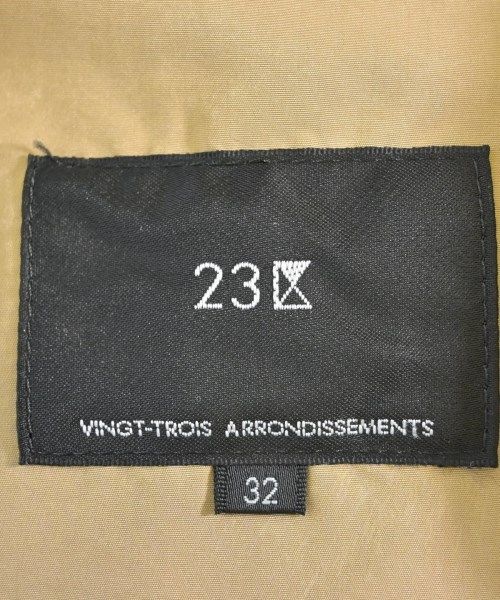 23区
VINGT-TROIS ARRONDISSEMENTS
32